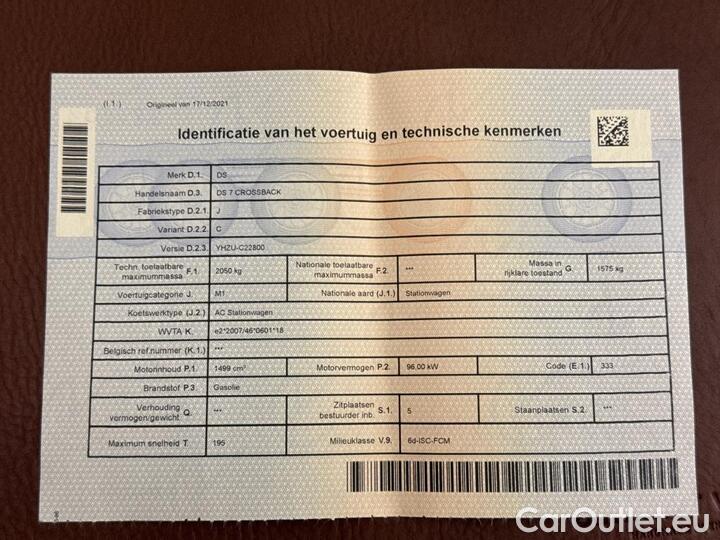 (I.1.) Origineel van 17/12/2021
Identificatie van het voertuig en technische kenmerken
Merk D.1. DS
Handelsnaam D.3. DS 7 CROSSBACK
Fabriekstype D.2.1. J
Variant D.2.2. C
Versie D.2.3. YHZU-C22800
Techn. toelaatbare maximummassa F.1. 2050 kg Nationale toelaatbare maximummassa F.2. *** Massa in rijklare toestand G. 1575 kg
Voertuigcategorie J. M1 Nationale aard (J.1.) Stationwagen
Koetswerktype (J.2.) AC Stationwagen
WVTA K. e2*2007/46*0601*18
Belgisch ref.nummer (K.1.) ***
Motorinhoud P.1. 1499 cm³ Motorvermogen P.2. 96,00 kW Code (E.1.) 333
Brandstof P.3. Gasolie
Verhouding vermogen/gewicht Q. *** Zitplaatsen bestuurder inb. S.1. 5 Staanplaatsen S.2. ***
Maximum snelheid T. 195 Milieuklasse V.9. 6d-ISC-FCM
CarOutlet.eu